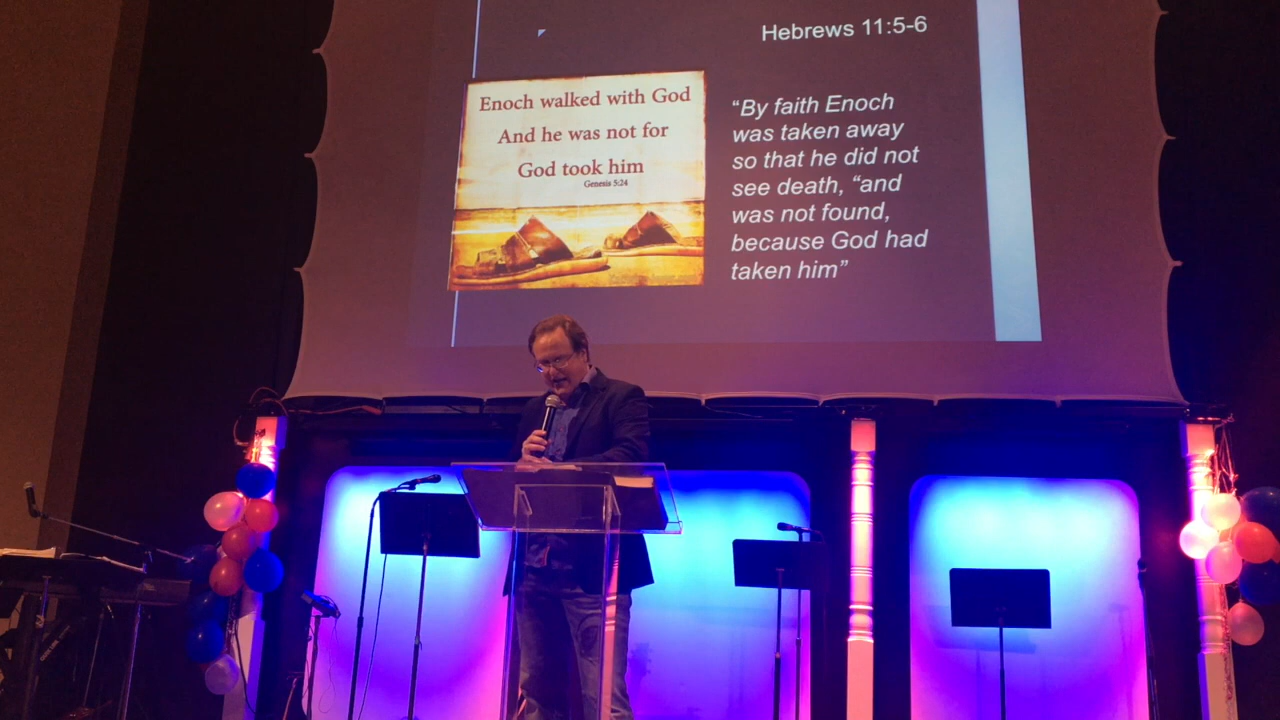 Hebrews 11:5-6
Enoch walked with God
And he was not for
God took him
Genesis 5:24
“By faith Enoch
was taken away
so that he did not
see death, “and
was not found,
because God had
taken him”